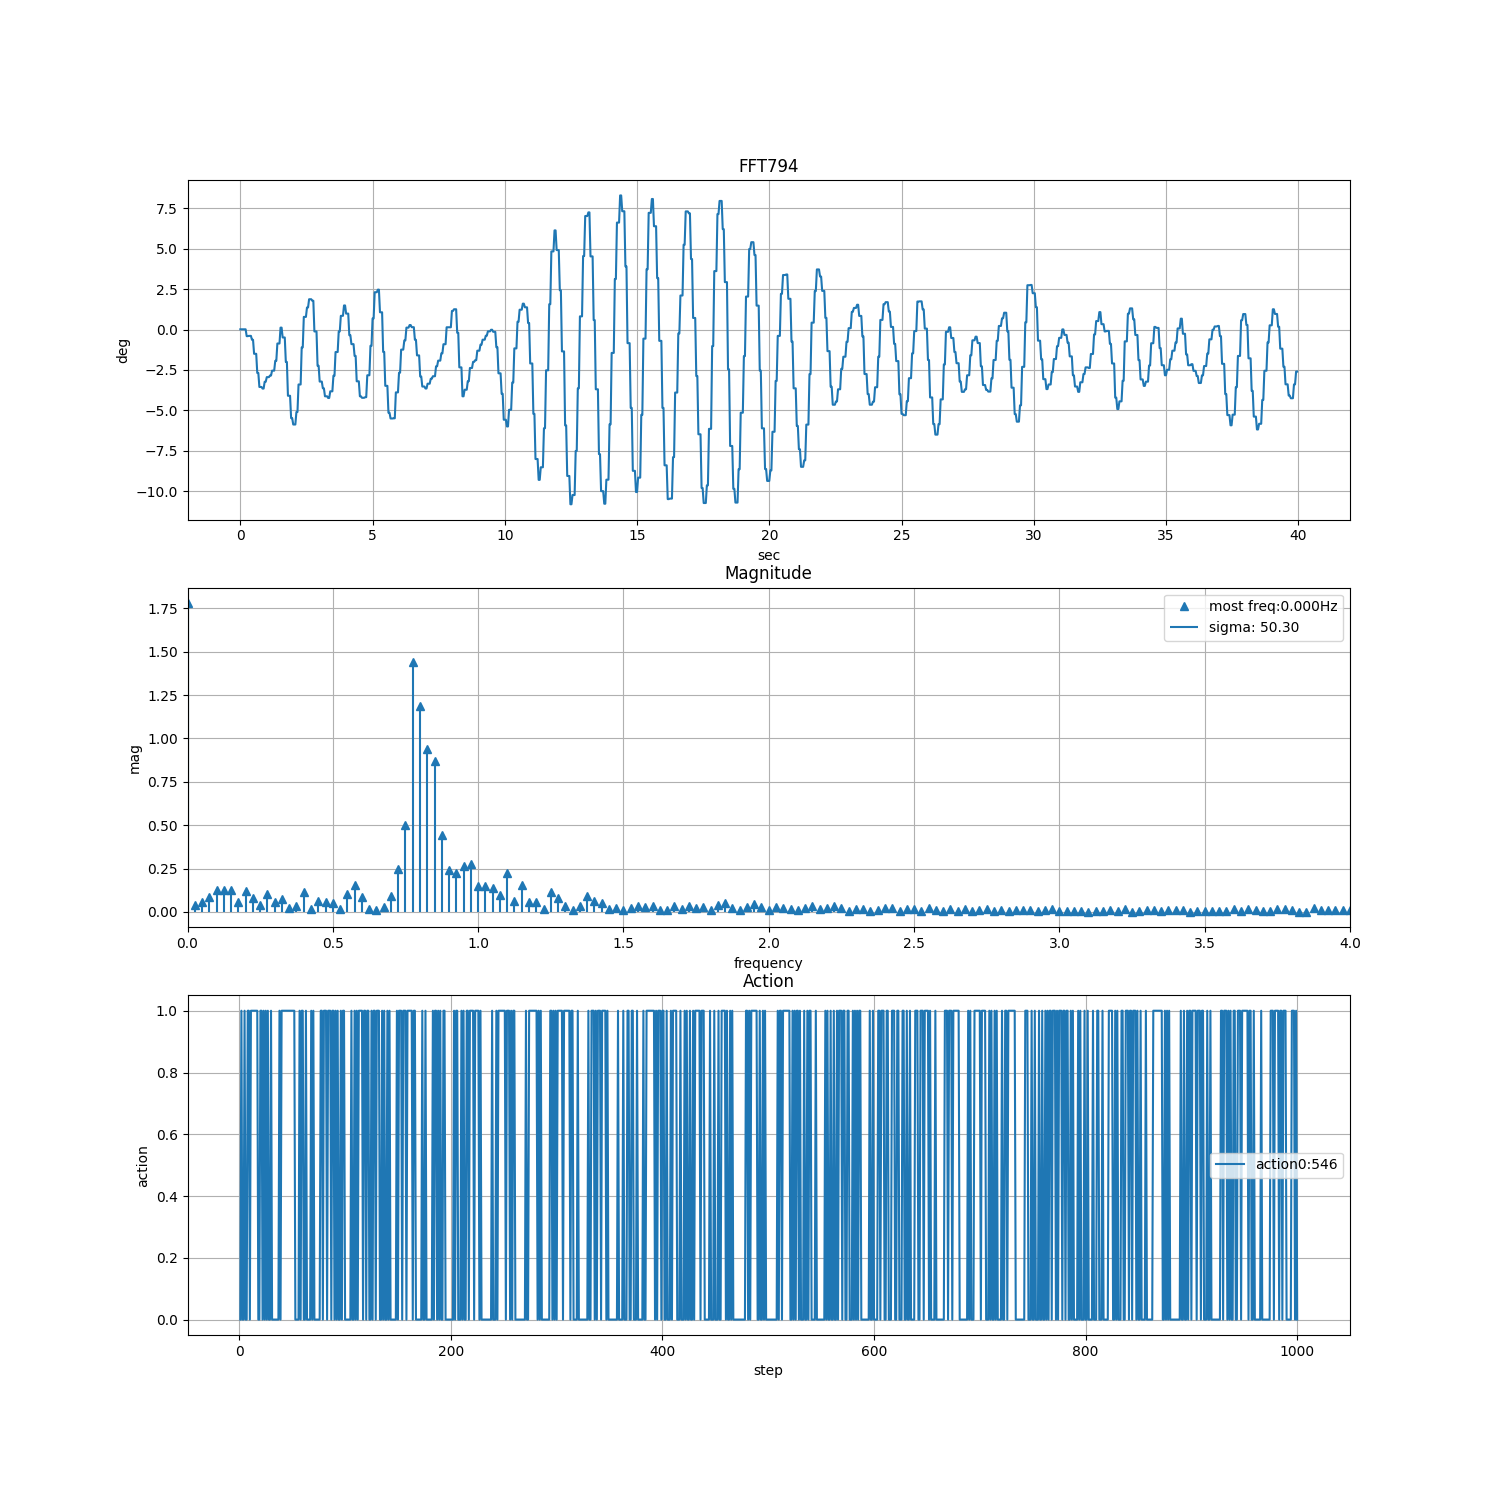 FFT794
7.5
5.0
2.5
0.0
−2.5
−5.0
−7.5
−10.0
deg
0 5 10 15 20 25 30 35 40
sec
Magnitude
1.75
1.50
1.25
1.00
0.75
0.50
0.25
0.00
mag
most freq:0.000Hz
sigma: 50.30
0.0 0.5 1.0 1.5 2.0 2.5 3.0 3.5 4.0
frequency
Action
1.0
0.8
0.6
0.4
0.2
0.0
action
action0:546
0 200 400 600 800 1000
step